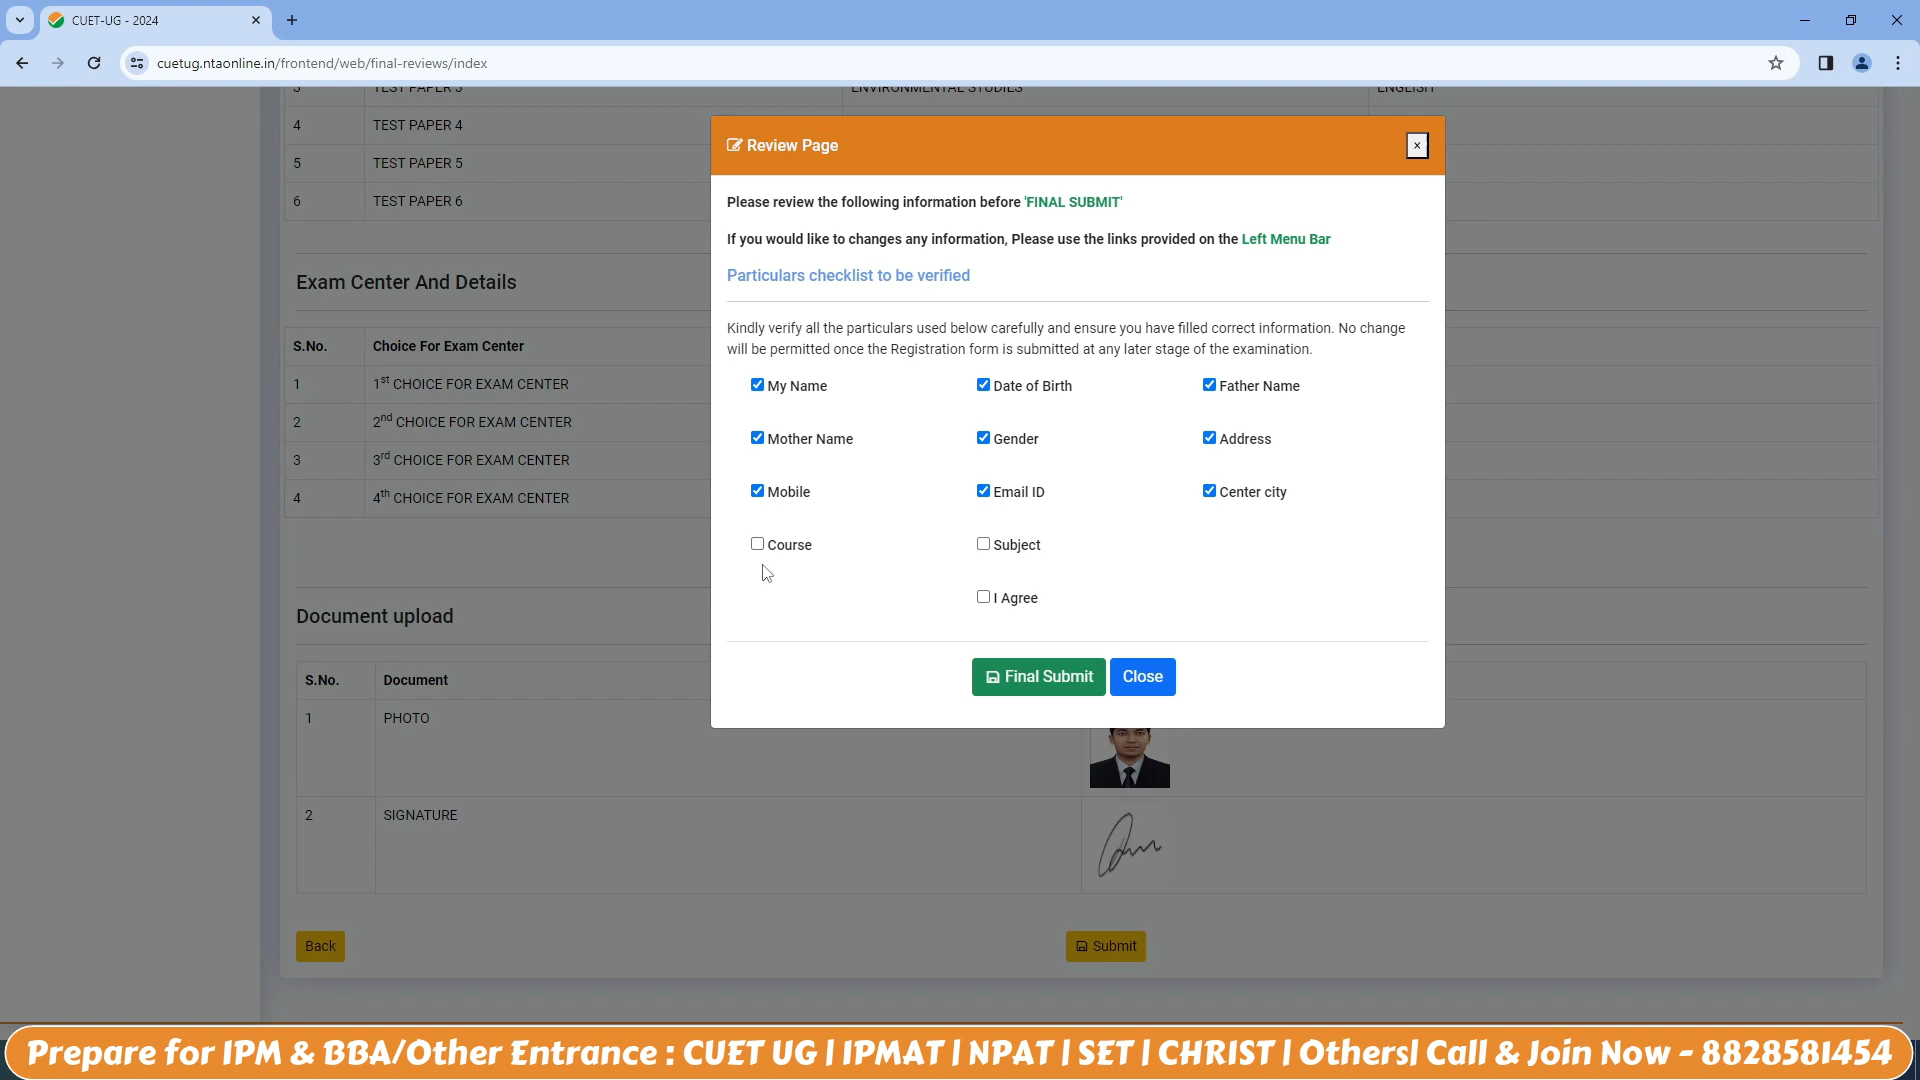 CUET-UG - 2024
cuetug.ntaonline.in/frontend/web/final-reviews/index
3 TEST PAPER 3 ENVIRONMENTAL STUDIES ENGLISH
4 TEST PAPER 4
5 TEST PAPER 5
6 TEST PAPER 6
Exam Center And Details
S.No. Choice For Exam Center
1 1st CHOICE FOR EXAM CENTER
2 2nd CHOICE FOR EXAM CENTER
3 3rd CHOICE FOR EXAM CENTER
4 4th CHOICE FOR EXAM CENTER
Document upload
S.No. Document
1 PHOTO
2 SIGNATURE
Back Submit
Review Page ×
Please review the following information before 'FINAL SUBMIT'
If you would like to changes any information, Please use the links provided on the Left Menu Bar
Particulars checklist to be verified
Kindly verify all the particulars used below carefully and ensure you have filled correct information. No change
will be permitted once the Registration form is submitted at any later stage of the examination.
My Name Date of Birth Father Name
Mother Name Gender Address
Mobile Email ID Center city
Course Subject
I Agree
Final Submit Close
Prepare for IPM & BBA/Other Entrance : CUET UG | IPMAT | NPAT | SET | CHRIST | Others| Call & Join Now - 8828581454